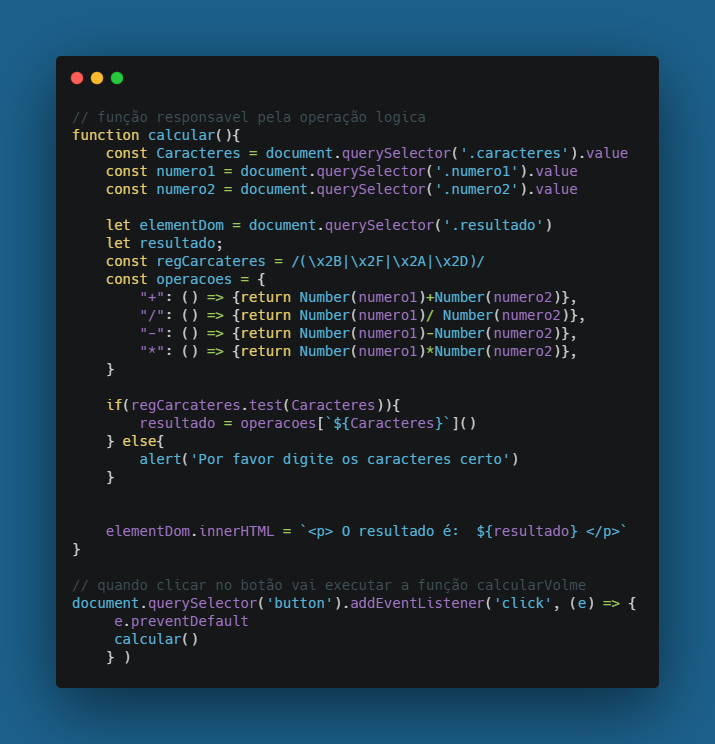 // função responsavel pela operação logica
function calcular(){
    const Caracteres = document.querySelector('.caracteres').value
    const numero1 = document.querySelector('.numero1').value
    const numero2 = document.querySelector('.numero2').value

    let elementDom = document.querySelector('.resultado')
    let resultado;
    const regCarcateres = /(\x2B|\x2F|\x2A|\x2D)/
    const operacoes = {
        "+": () => {return Number(numero1)+Number(numero2)},
        "/": () => {return Number(numero1)/ Number(numero2)},
        "-": () => {return Number(numero1)-Number(numero2)},
        "*": () => {return Number(numero1)*Number(numero2)},
    }

    if(regCarcateres.test(Caracteres)){
        resultado = operacoes[`${Caracteres}`]()
    } else{
        alert('Por favor digite os caracteres certo')
    }


    elementDom.innerHTML = `<p> O resultado é:  ${resultado} </p>`
}

// quando clicar no botão vai executar a função calcularVolme
document.querySelector('button').addEventListener('click', (e) => {
     e.preventDefault
     calcular()
    } )